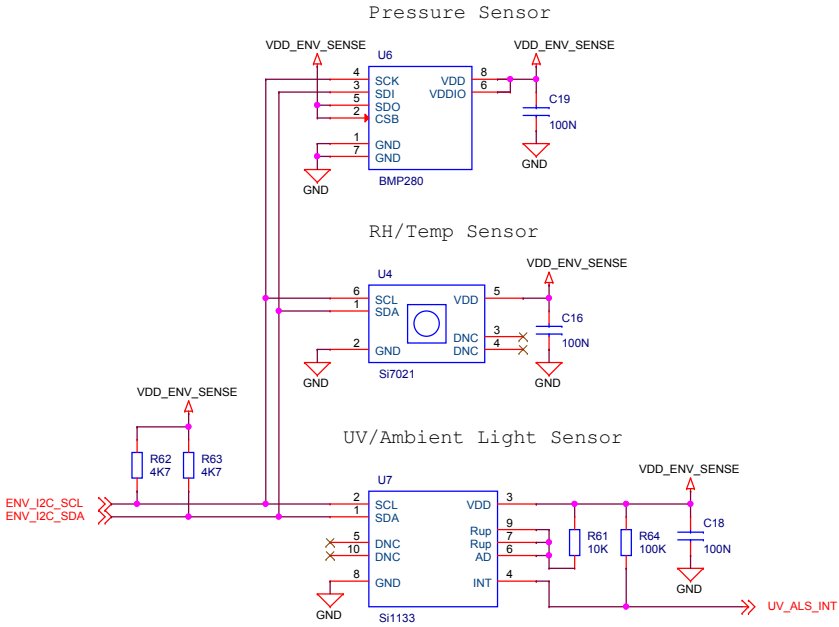 Pressure Sensor
VDD_ENV_SENSE
VDD_ENV_SENSE
U6
4 SCK VDD 8
3 SDI VDDIO 6
5 SDO
2 CSB
C19
100N
1 GND
7 GND
GND
GND
BMP280
RH/Temp Sensor
VDD_ENV_SENSE
U4
6 SCL VDD 5
1 SDA
C16
100N
DNC 3
2 GND DNC 4
GND
GND
Si7021
VDD_ENV_SENSE
UV/Ambient Light Sensor
R62 R63
4K7 4K7
VDD_ENV_SENSE
U7
ENV_I2C_SCL 2 SCL VDD 3
ENV_I2C_SDA 1 SDA
Rup 9
5 DNC Rup 7
10 DNC AD 6
R61 R64 C18
10K 100K 100N
8 GND INT 4
GND
GND
UV_ALS_INT
Si1133